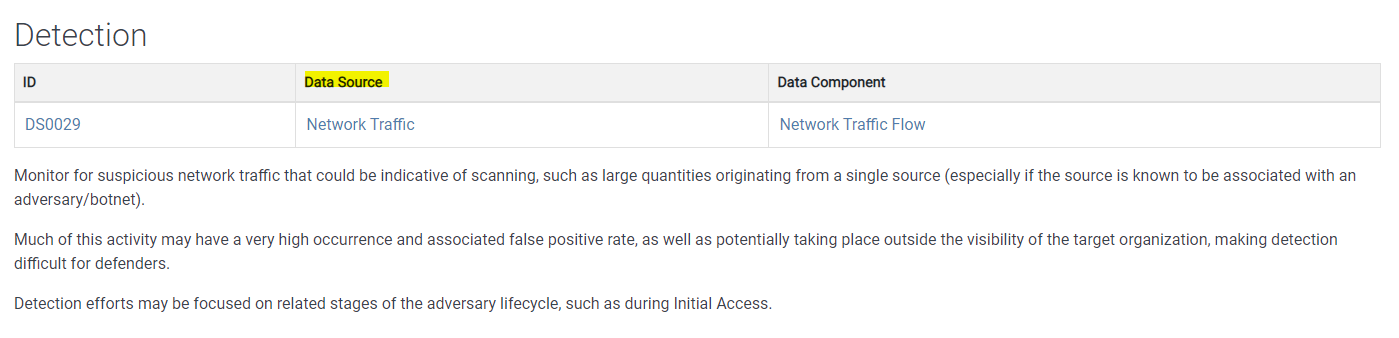 Detection
ID Data Source Data Component
DS0029 Network Traffic Network Traffic Flow
Monitor for suspicious network traffic that could be indicative of scanning, such as large quantities originating from a single source (especially if the source is known to be associated with an
adversary/botnet).
Much of this activity may have a very high occurrence and associated false positive rate, as well as potentially taking place outside the visibility of the target organization, making detection
difficult for defenders.
Detection efforts may be focused on related stages of the adversary lifecycle, such as during Initial Access.